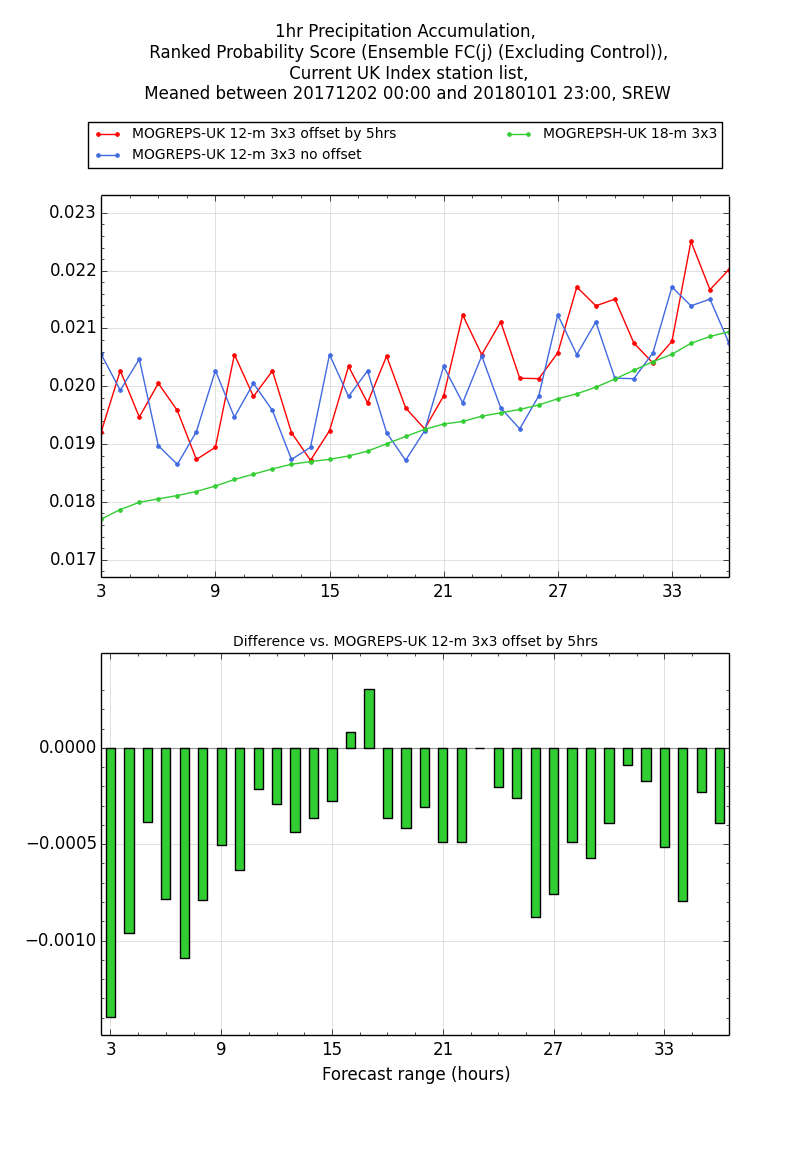 1hr Precipitation Accumulation,
Ranked Probability Score (Ensemble FC(j) (Excluding Control)),
Current UK Index station list,
Meaned between 20171202 00:00 and 20180101 23:00, SREW
MOGREPS-UK 12-m 3x3 offset by 5hrs
MOGREPSH-UK 18-m 3x3
MOGREPS-UK 12-m 3x3 no offset
0.023
0.022
0.021
0.020
0.019
0.018
0.017
3 9 15 21 27 33
Difference vs. MOGREPS-UK 12-m 3x3 offset by 5hrs
0.0000
−0.0005
−0.0010
3 9 15 21 27 33
Forecast range (hours)